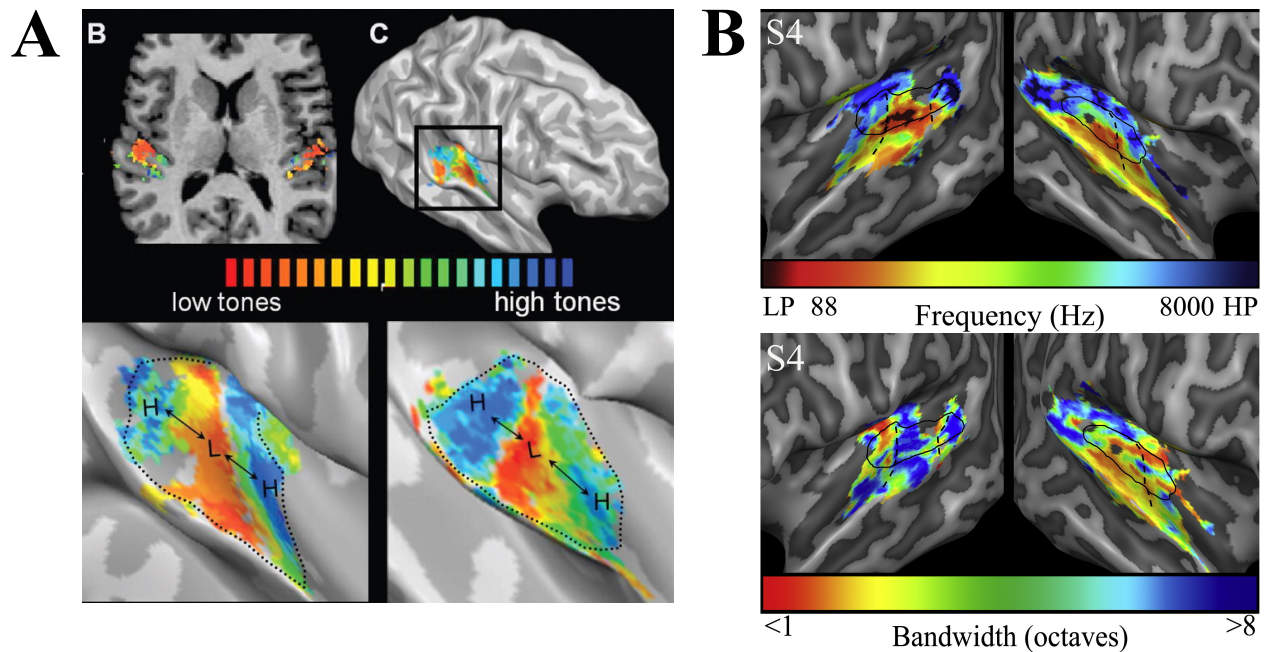 A
B
C
low tones
high tones
H
L
H
H
L
H
B
S4
LP 88
8000 HP
Frequency (Hz)
S4
<1
>8
Bandwidth (octaves)